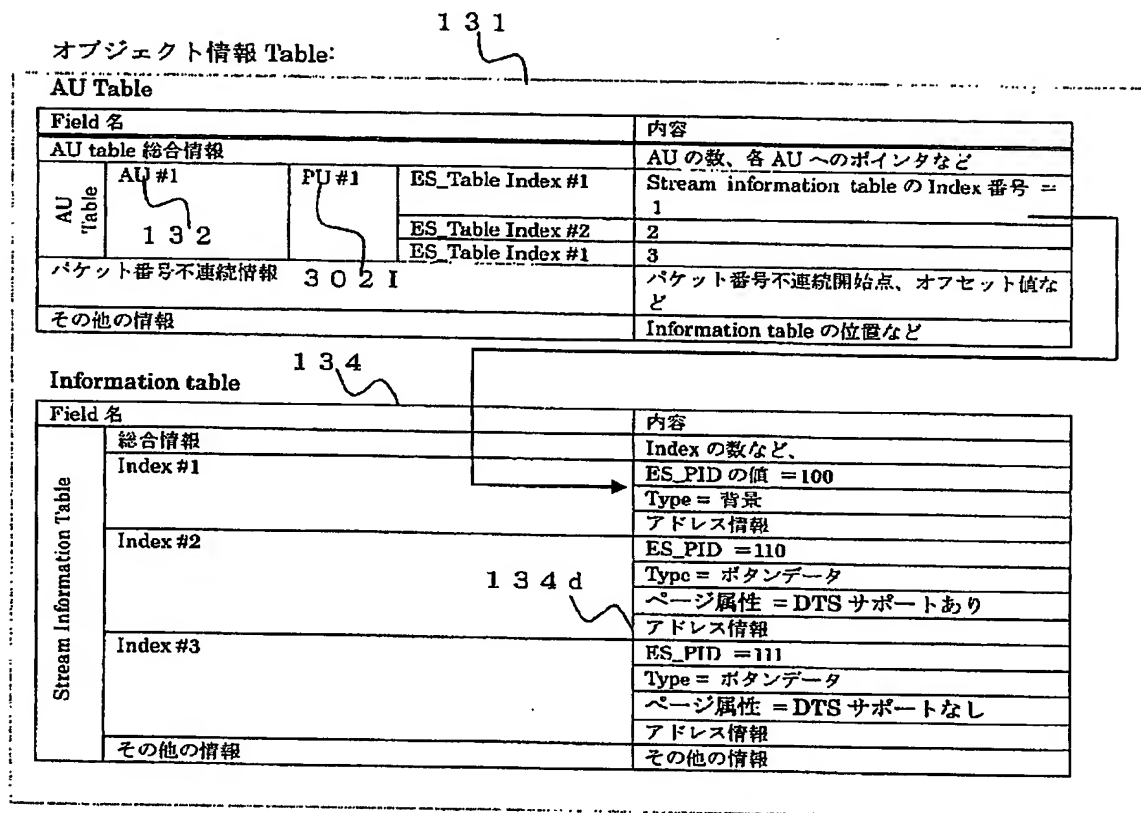 １３１
オブジェクト情報 Table:
AU Table
Field 名 内容
AU table 総合情報 AU の数、各 AU へのポインタなど
AU Table
AU #1 PU #1 ES_Table Index #1 Stream information table の Index 番号 =
1
１３２ ３０２Ｉ
ES_Table Index #2 2
ES_Table Index #1 3
パケット番号不連続情報 パケット番号不連続開始点、オフセット値な
ど
その他の情報 Information table の位置など
１３４
Information table
Field 名 内容
Stream Information Table
総合情報 Index の数など、
Index #1 ES_PID の値 =100
Type = 背景
アドレス情報
Index #2 ES_PID =110
Type = ボタンデータ
１３４ｄ
ページ属性 = DTS サポートあり
アドレス情報
Index #3 ES_PID =111
Type = ボタンデータ
ページ属性 = DTS サポートなし
アドレス情報
その他の情報 その他の情報